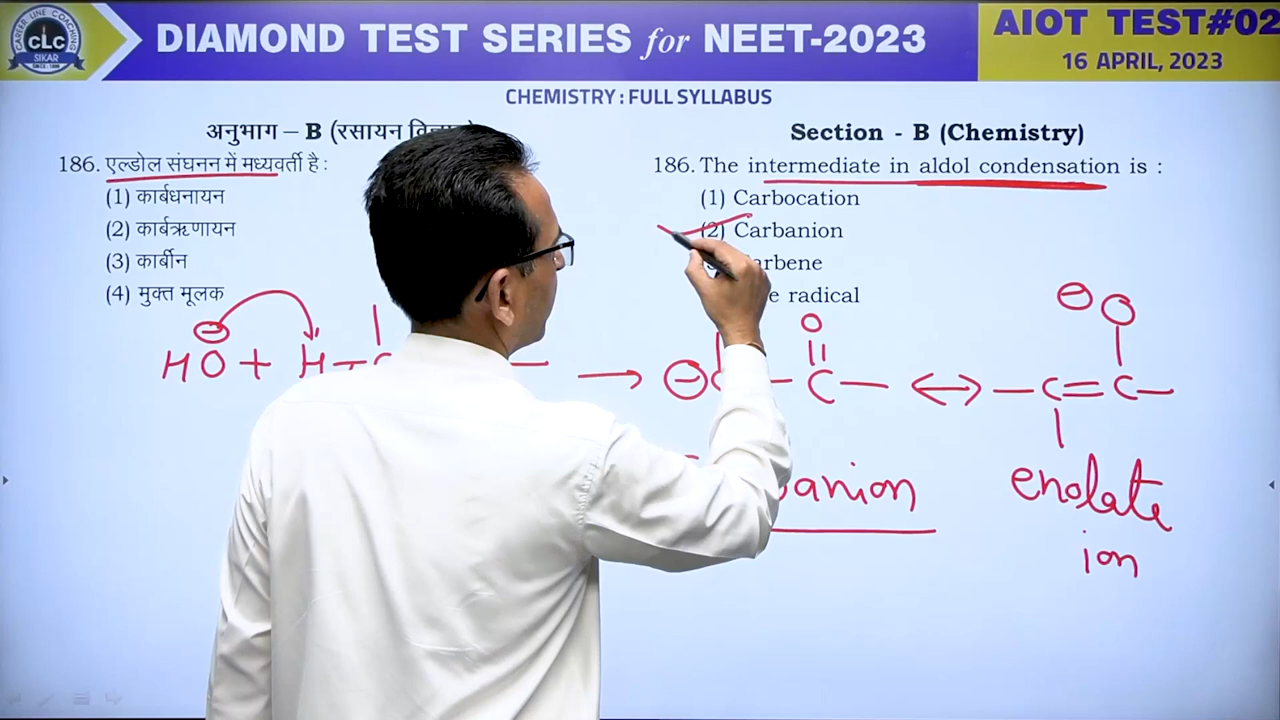 CAREER LINE COACHING
CLC
SIKAR
DIAMOND TEST SERIES for NEET-2023
AIOT TEST#02
16 APRIL, 2023
CHEMISTRY : FULL SYLLABUS
अनुभाग – B (रसायन
186. एल्डोल संघनन में मध्यवर्ती है :
(1) कार्बधनायन
(2) कार्बऋणायन
(3) कार्बीन
(4) मुक्त मूलक
Section - B (Chemistry)
186. The intermediate in aldol condensation is :
(1) Carbocation
(2) Carbanion
arbene
e radical
⊖ ⊖ O O
HO + H – C – → ⊖C – C – ↔ – C = C –
banion
enolate
ion